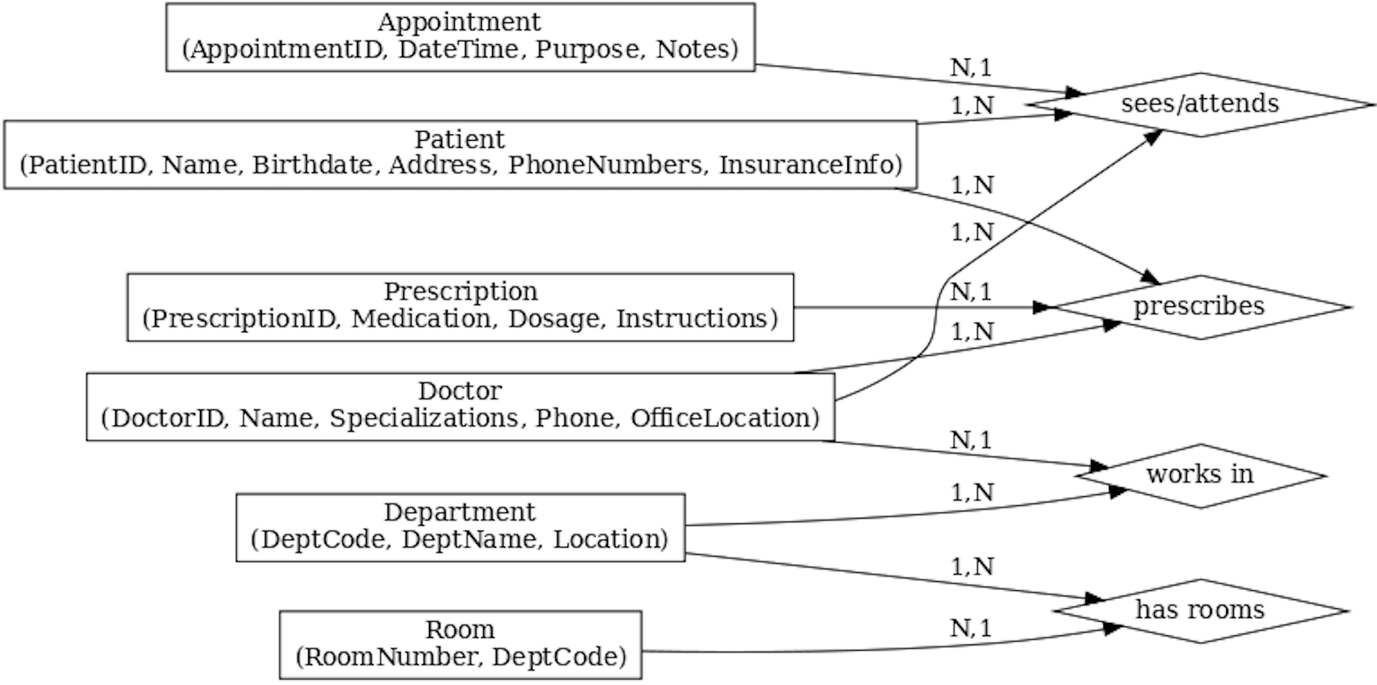 Appointment
(AppointmentID, DateTime, Purpose, Notes)
N,1
sees/attends
1,N
Patient
(PatientID, Name, Birthdate, Address, PhoneNumbers, InsuranceInfo)
1,N
1,N
Prescription
(PrescriptionID, Medication, Dosage, Instructions)
N,1
prescribes
1,N
Doctor
(DoctorID, Name, Specializations, Phone, OfficeLocation)
N,1
works in
1,N
Department
(DeptCode, DeptName, Location)
1,N
has rooms
N,1
Room
(RoomNumber, DeptCode)